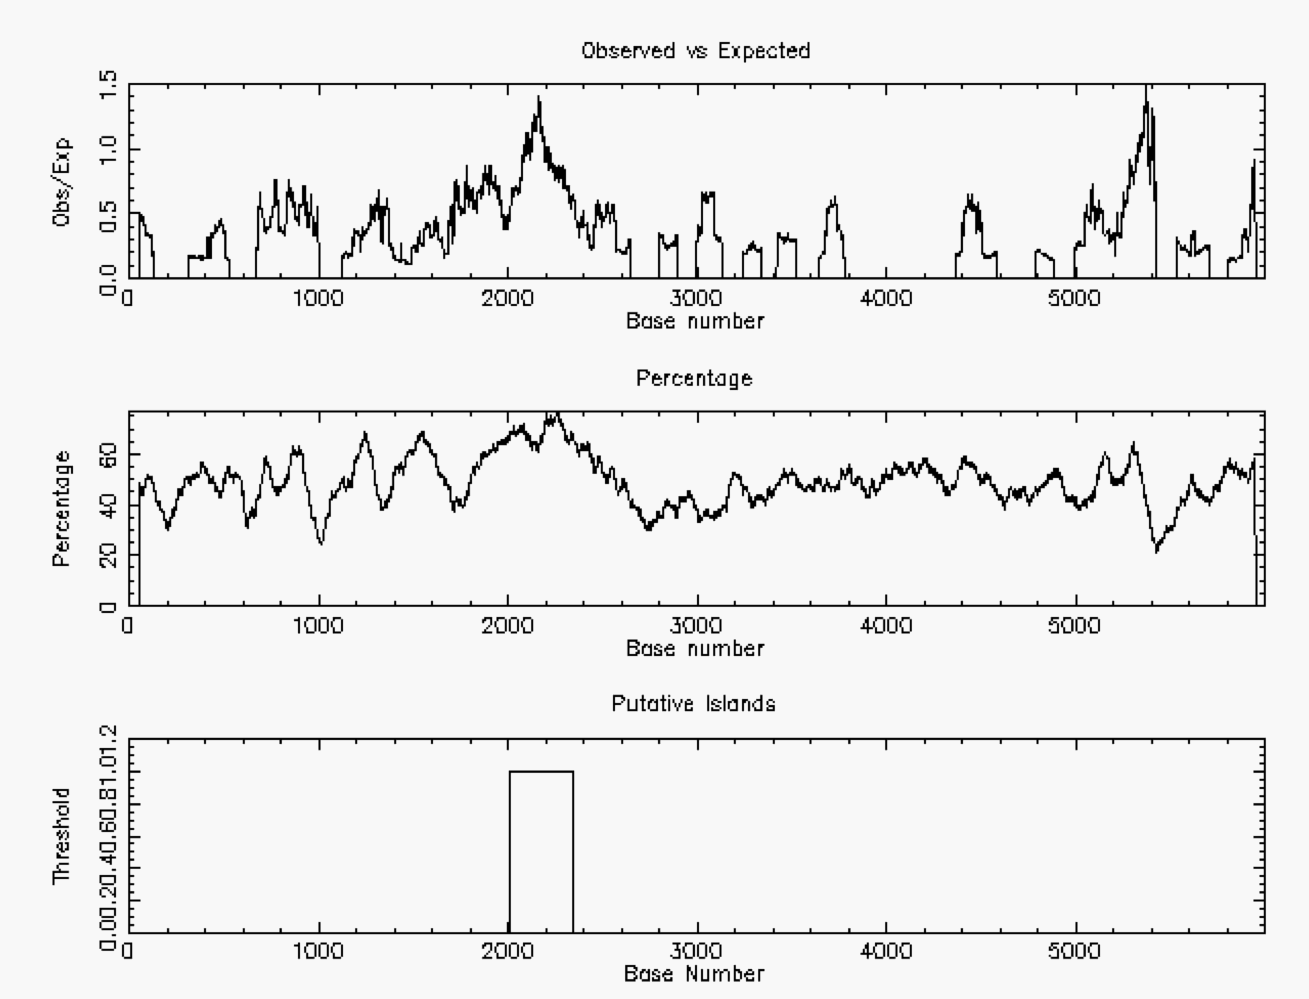 Observed vs Expected
Obs/Exp
0.0 0.5 1.0 1.5
0 1000 2000 3000 4000 5000
Base number
Percentage
Percentage
0 20 40 60
0 1000 2000 3000 4000 5000
Base number
Putative Islands
Threshold
0.00.20.40.60.81.01.2
0 1000 2000 3000 4000 5000
Base Number